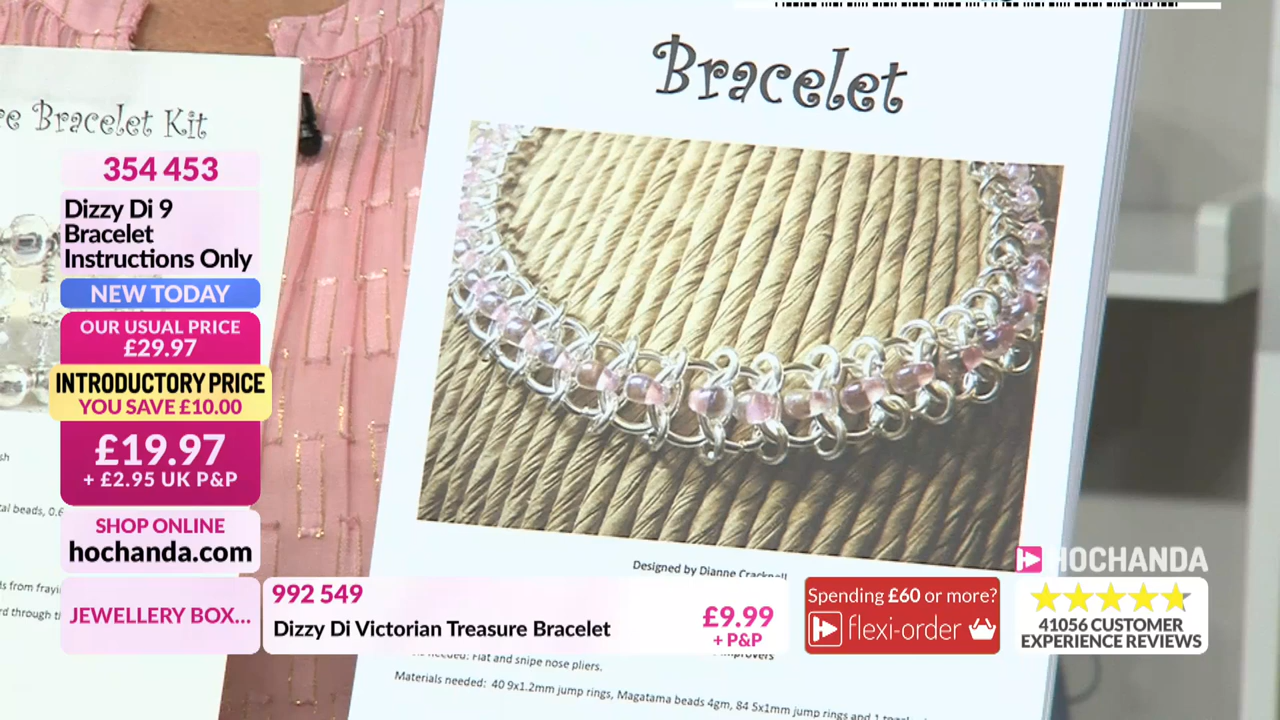 Bracelet
Bracelet Kit
354 453
Dizzy Di 9
Bracelet
Instructions Only
NEW TODAY
OUR USUAL PRICE
£29.97
INTRODUCTORY PRICE
YOU SAVE £10.00
£19.97
+ £2.95 UK P&P
SHOP ONLINE
hochanda.com
JEWELLERY BOX...
992 549
Dizzy Di Victorian Treasure Bracelet
£9.99
+ P&P
Spending £60 or more?
flexi-order
HOCHANDA
41056 CUSTOMER
EXPERIENCE REVIEWS
Designed by Dianne Cracknell
needed: Flat and snipe nose pliers.
Materials needed: 40 9x1.2mm jump rings, Magatama beads 4gm, 84 5x1mm jump rings and 1